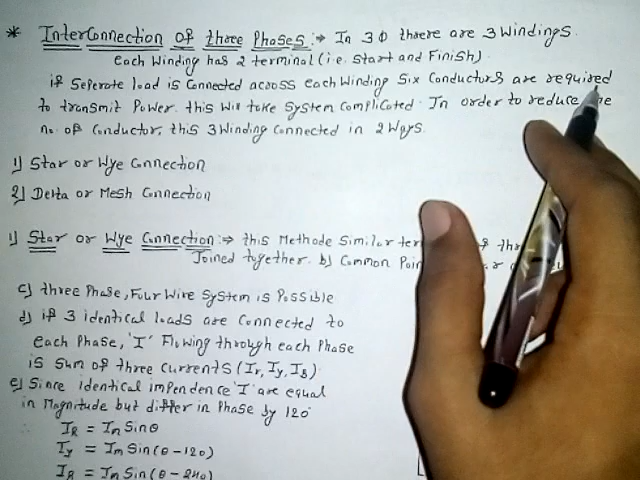 * InterConnection of three Phases :→ In 3 Φ there are 3 Windings.
each Winding has 2 terminal (i.e. Start and Finish).
if Seperate load is Connected across each Winding Six Conductors are required
to transmit Power. this Will take System Complicated. In order to reduce
no. of Conductor, this 3 Winding Connected in 2 Ways.
1) Star or Wye Connection
2) Delta or Mesh Connection
1) Star or Wye Connection :→ this Methode Similar
Joined together. b) Common
c) three Phase, Four Wire System is Possible
d) if 3 identical loads are Connected to
each Phase, 'I' Flowing through each Phase
is Sum of three Currents (Ir, Iy, IB)
e) Since identical impendence 'I' are equal
in Magnitude but differ in Phase by 120°
∴ IR = Im Sinθ
Iy = Im Sin (θ - 120)
IB = Im Sin (θ - 240)